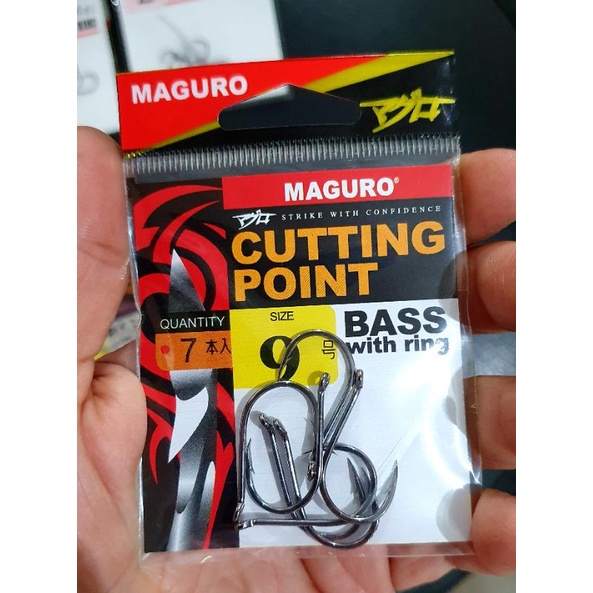 MAGURO
マグロ
MAGURO®
マグロ STRIKE WITH CONFIDENCE
CUTTING
POINT
QUANTITY
7本入
SIZE
9号
BASS
with ring